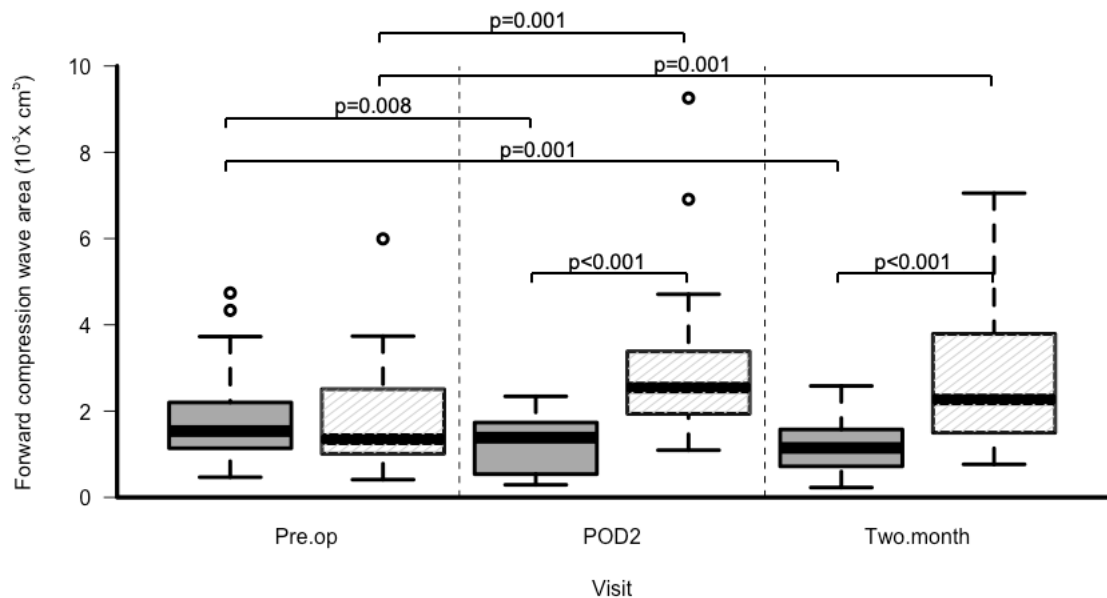 p=0.001
p=0.001
p=0.008
p=0.001
p<0.001
p<0.001
Forward compression wave area (10³x cm⁵)
10
8
6
4
2
0
Pre.op
POD2
Two.month
Visit